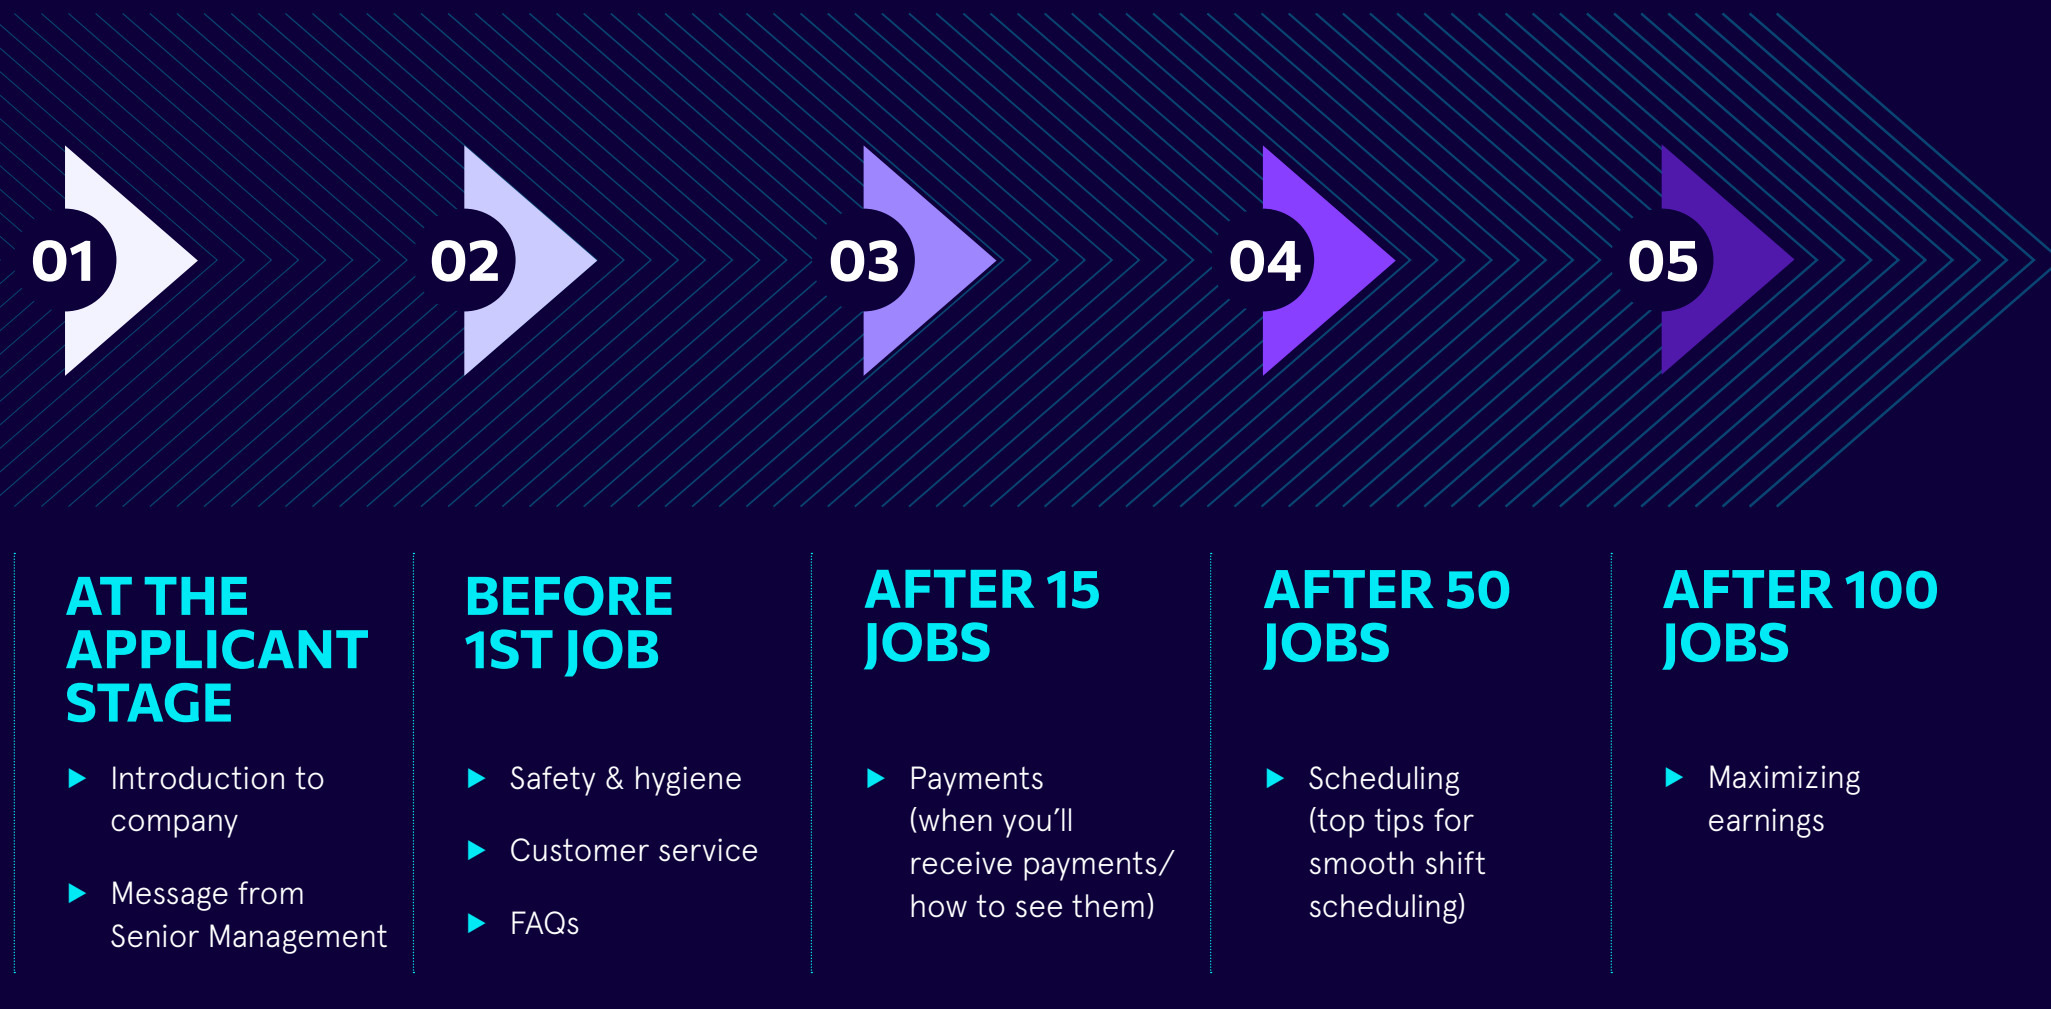 01
02
03
04
05
AT THE
APPLICANT
STAGE
Introduction to
company
Message from
Senior Management
BEFORE
1ST JOB
Safety & hygiene
Customer service
FAQs
AFTER 15
JOBS
Payments
(when you’ll
receive payments/
how to see them)
AFTER 50
JOBS
Scheduling
(top tips for
smooth shift
scheduling)
AFTER 100
JOBS
Maximizing
earnings